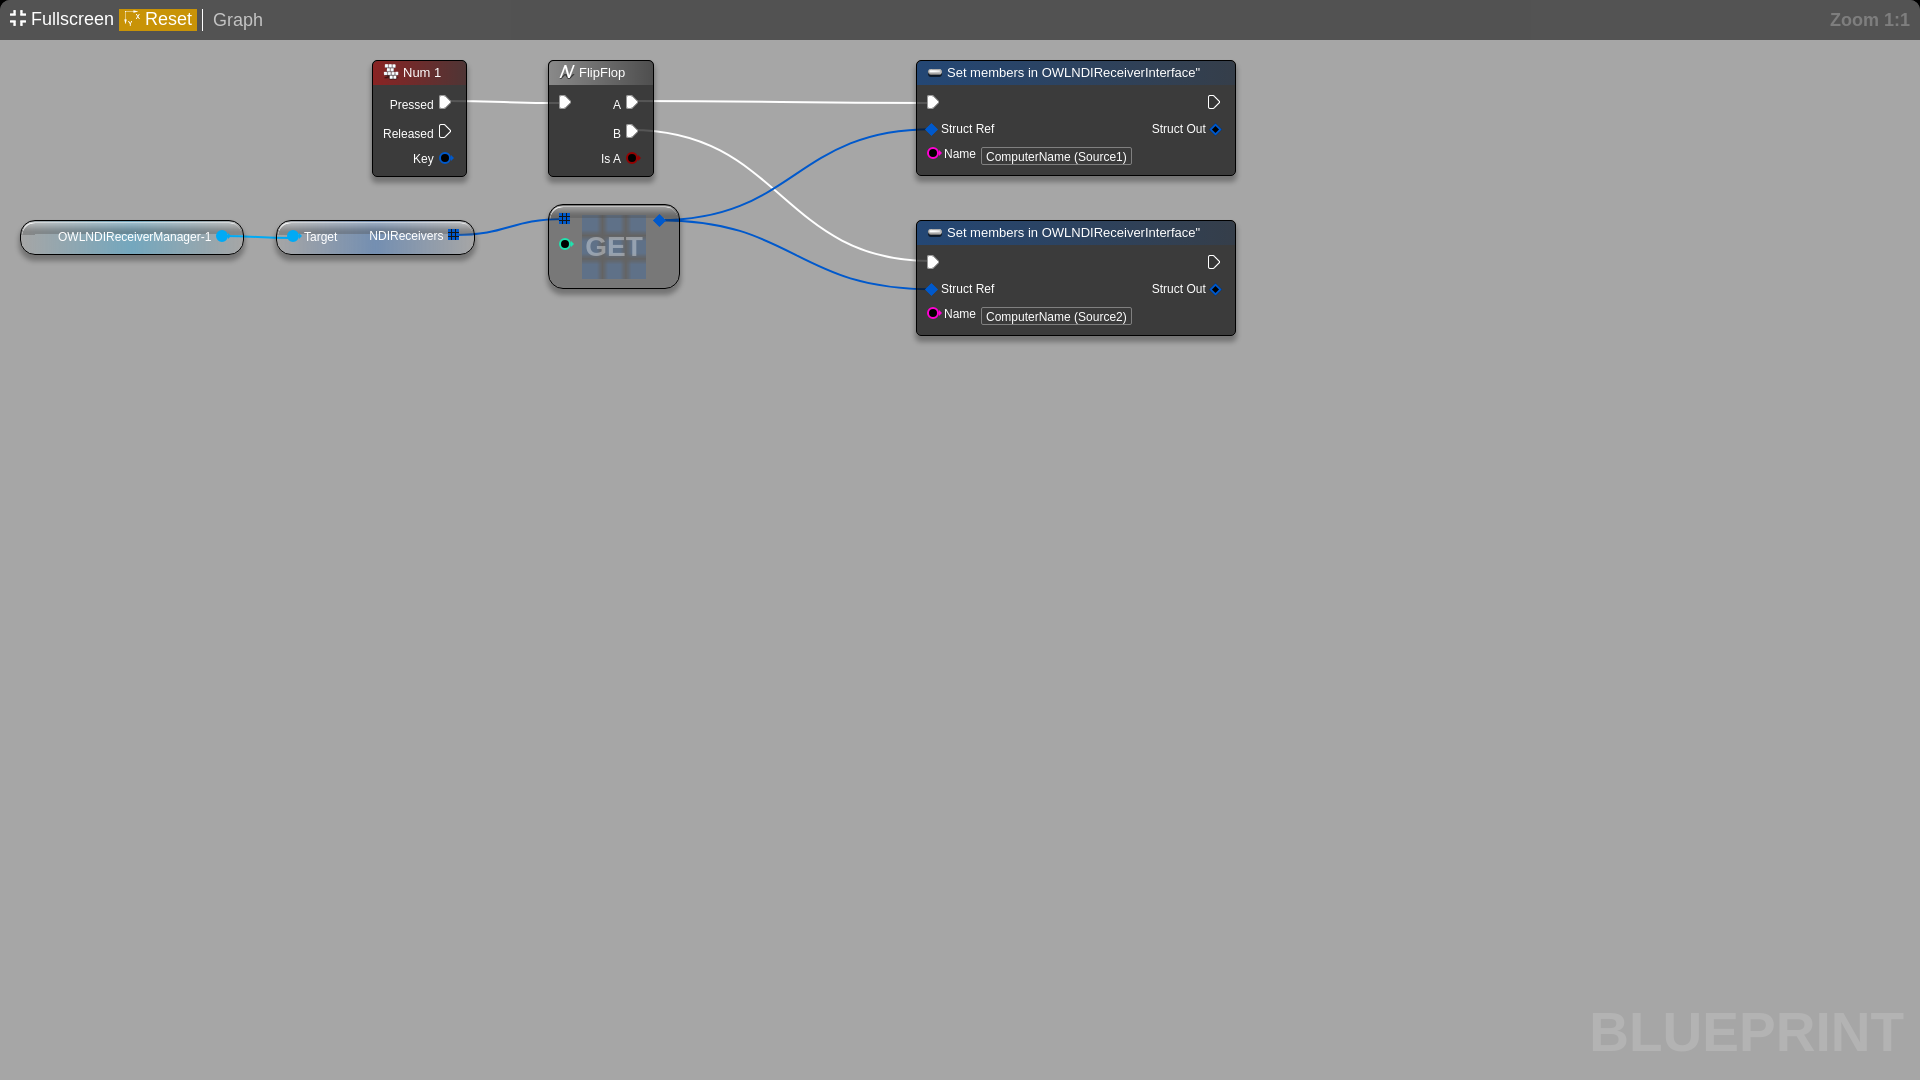 Fullscreen Reset Graph Zoom 1:1
Num 1
Pressed
Released
Key
FlipFlop
A
B
Is A
Set members in OWLNDIReceiverInterface"
Struct Ref Struct Out
Name ComputerName (Source1)
OWLNDIReceiverManager-1
Target NDIReceivers
GET
Set members in OWLNDIReceiverInterface"
Struct Ref Struct Out
Name ComputerName (Source2)
BLUEPRINT